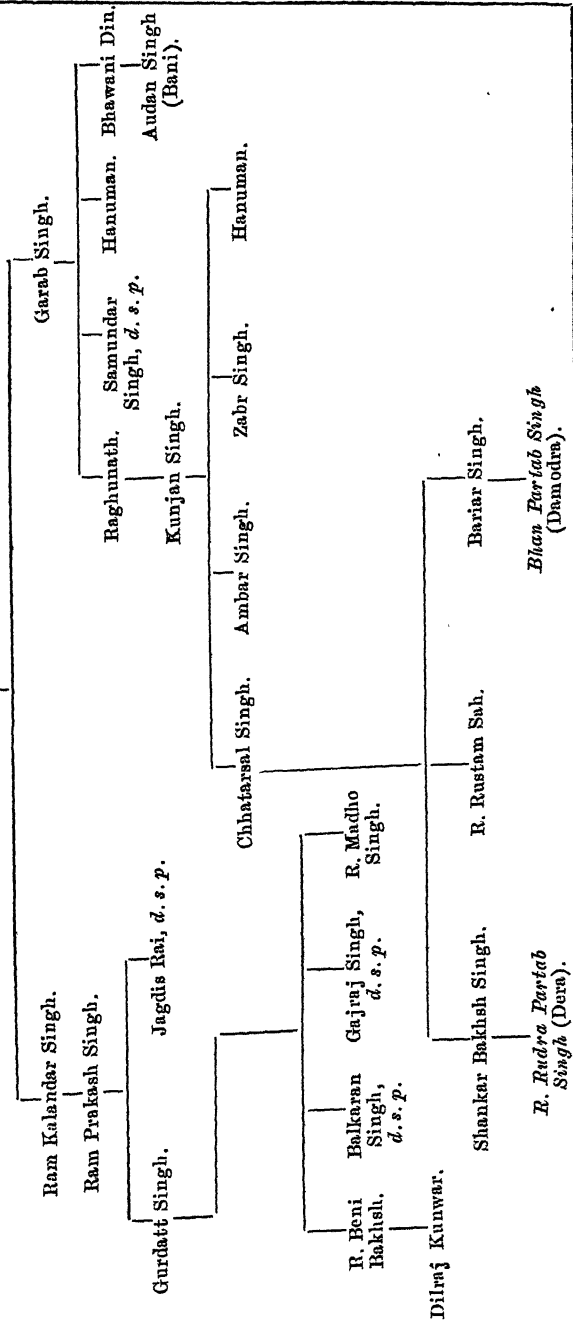 Ram Kalandar Singh.
Garab Singh.
Ram Prakash Singh.
Raghunath.
Samundar
Singh, d. s. p.
Hanuman.
Bhawani Din.
Gurdatt Singh.
Jagdis Rai, d. s. p.
Kunjan Singh.
Audan Singh
(Bani).
Chhatarsal Singh.
Ambar Singh.
Zabr Singh.
Hanuman.
R. Beni
Bakhsh.
Balkaran
Singh,
d. s. p.
Gajraj Singh,
d. s. p.
R. Madho
Singh.
Dilraj Kunwar.
Shankar Bakhsh Singh.
R. Rustam Sah.
Bariar Singh.
R. Rudra Partab
Singh (Dera).
Bhan Partab Singh
(Damodra).